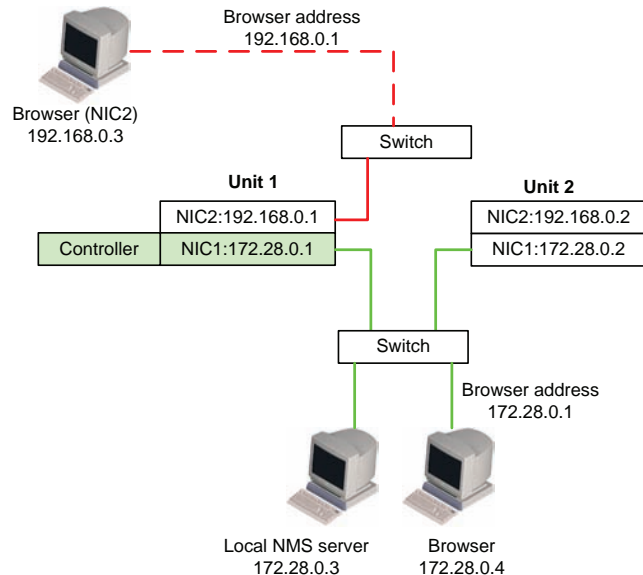 Browser address
192.168.0.1
Browser (NIC2)
192.168.0.3
Switch
Unit 1
Unit 2
NIC2:192.168.0.1
NIC2:192.168.0.2
Controller
NIC1:172.28.0.1
NIC1:172.28.0.2
Switch
Browser address
172.28.0.1
Local NMS server
172.28.0.3
Browser
172.28.0.4